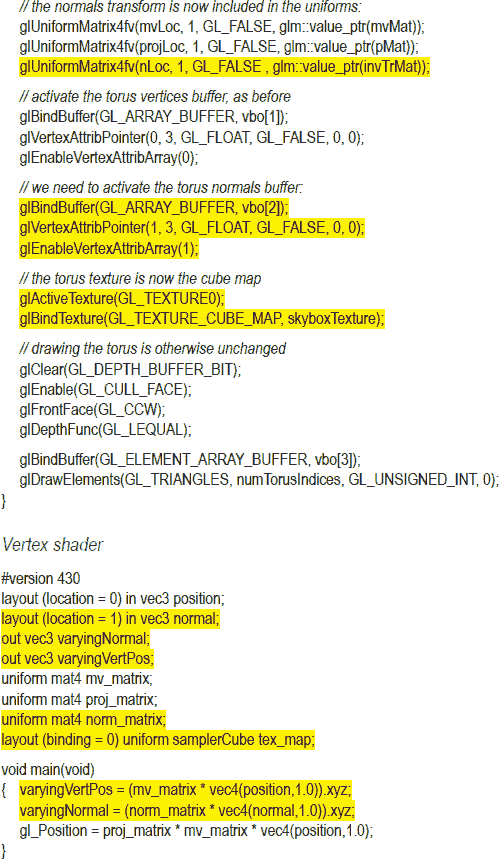 // the normals transform is now included in the uniforms:
glUniformMatrix4fv(mvLoc, 1, GL_FALSE, glm::value_ptr(mvMat));
glUniformMatrix4fv(projLoc, 1, GL_FALSE, glm::value_ptr(pMat));
glUniformMatrix4fv(nLoc, 1, GL_FALSE , glm::value_ptr(invTrMat));
// activate the torus vertices buffer, as before
glBindBuffer(GL_ARRAY_BUFFER, vbo[1]);
glVertexAttribPointer(0, 3, GL_FLOAT, GL_FALSE, 0, 0);
glEnableVertexAttribArray(0);
// we need to activate the torus normals buffer:
glBindBuffer(GL_ARRAY_BUFFER, vbo[2]);
glVertexAttribPointer(1, 3, GL_FLOAT, GL_FALSE, 0, 0);
glEnableVertexAttribArray(1);
// the torus texture is now the cube map
glActiveTexture(GL_TEXTURE0);
glBindTexture(GL_TEXTURE_CUBE_MAP, skyboxTexture);
// drawing the torus is otherwise unchanged
glClear(GL_DEPTH_BUFFER_BIT);
glEnable(GL_CULL_FACE);
glFrontFace(GL_CCW);
glDepthFunc(GL_LEQUAL);
glBindBuffer(GL_ELEMENT_ARRAY_BUFFER, vbo[3]);
glDrawElements(GL_TRIANGLES, numTorusIndices, GL_UNSIGNED_INT, 0);
}
Vertex shader
#version 430
layout (location = 0) in vec3 position;
layout (location = 1) in vec3 normal;
out vec3 varyingNormal;
out vec3 varyingVertPos;
uniform mat4 mv_matrix;
uniform mat4 proj_matrix;
uniform mat4 norm_matrix;
layout (binding = 0) uniform samplerCube tex_map;
void main(void)
{ varyingVertPos = (mv_matrix * vec4(position,1.0)).xyz;
varyingNormal = (norm_matrix * vec4(normal,1.0)).xyz;
gl_Position = proj_matrix * mv_matrix * vec4(position,1.0);
}